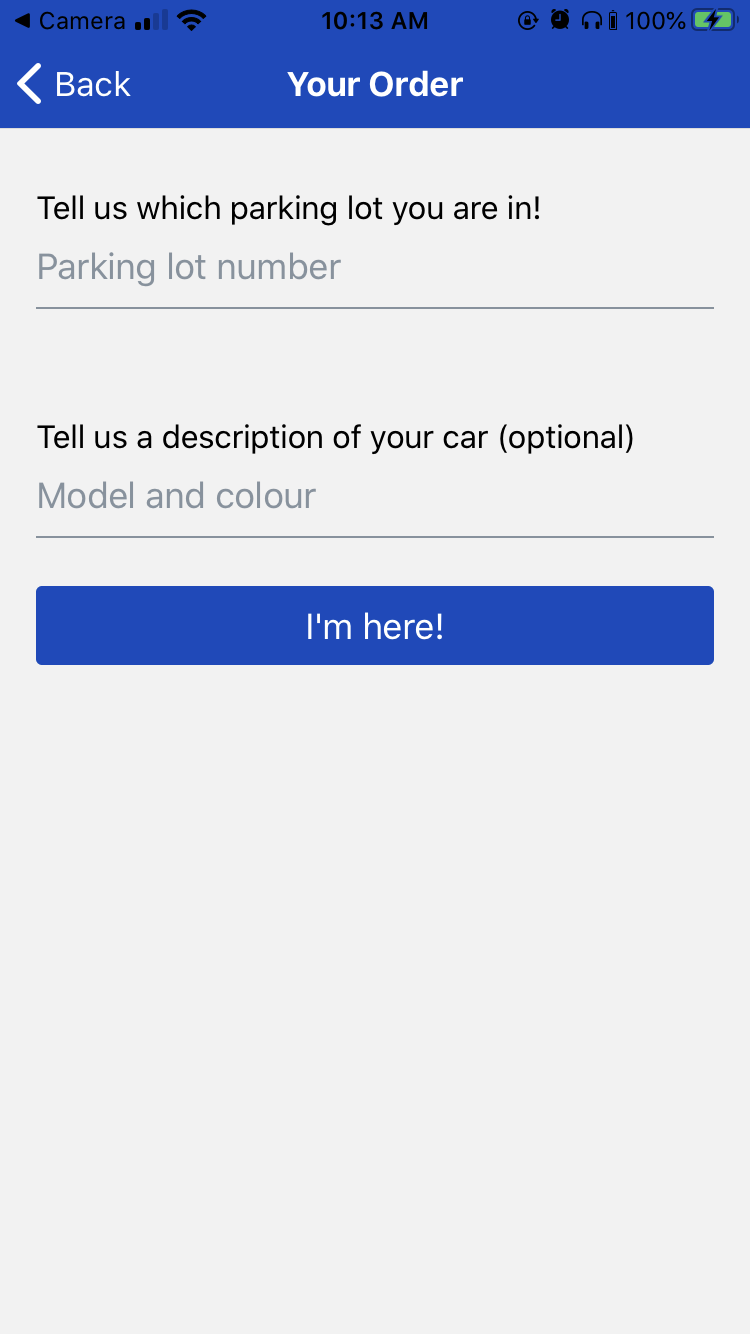 Camera 10:13 AM 100%
Back Your Order
Tell us which parking lot you are in!
Parking lot number
Tell us a description of your car (optional)
Model and colour
I'm here!